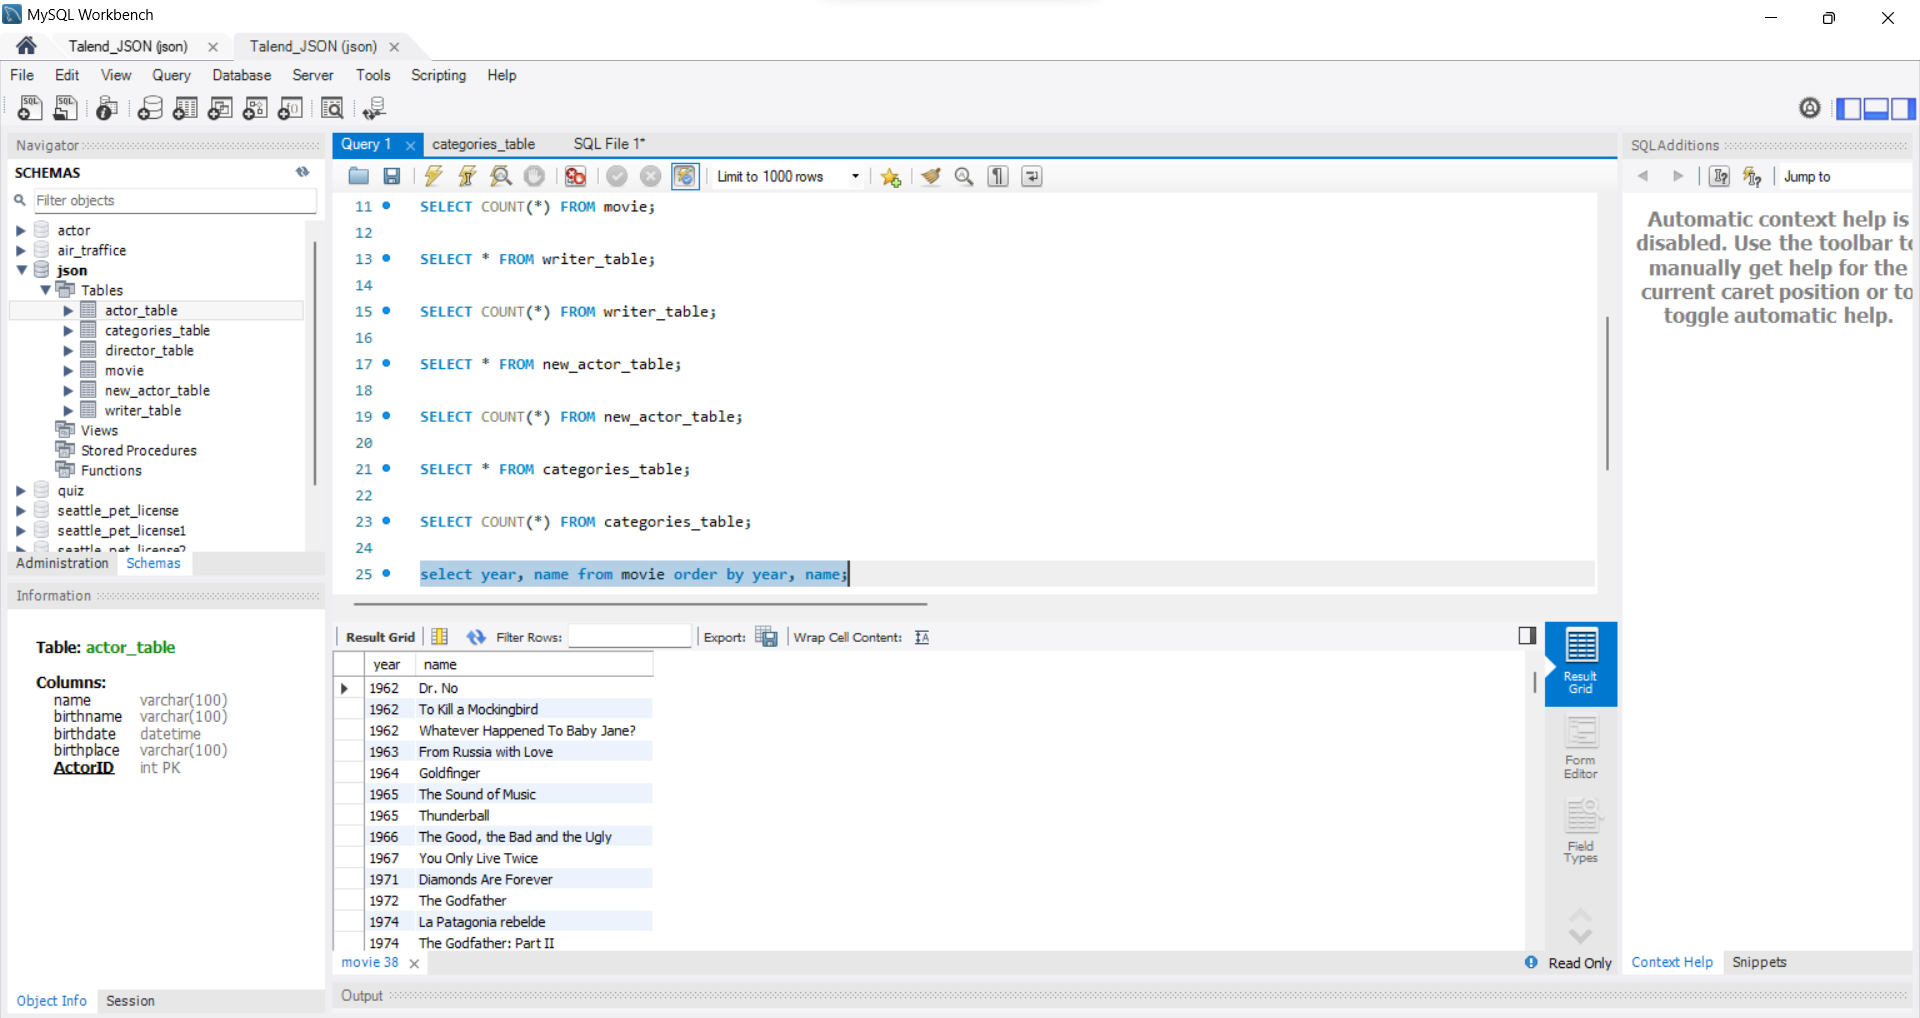 MySQL Workbench
Talend_JSON (json)
Talend_JSON (json)
File Edit View Query Database Server Tools Scripting Help
Navigator
SCHEMAS
Filter objects
actor
air_traffice
json
Tables
actor_table
categories_table
director_table
movie
new_actor_table
writer_table
Views
Stored Procedures
Functions
quiz
seattle_pet_license
seattle_pet_license1
seattle_pet_license2
Administration Schemas
Information
Table: actor_table
Columns:
name varchar(100)
birthname varchar(100)
birthdate datetime
birthplace varchar(100)
ActorID int PK
Object Info Session
Query 1 categories_table SQL File 1*
Limit to 1000 rows
11 SELECT COUNT(*) FROM movie;
12
13 SELECT * FROM writer_table;
14
15 SELECT COUNT(*) FROM writer_table;
16
17 SELECT * FROM new_actor_table;
18
19 SELECT COUNT(*) FROM new_actor_table;
20
21 SELECT * FROM categories_table;
22
23 SELECT COUNT(*) FROM categories_table;
24
25 select year, name from movie order by year, name;
Result Grid Filter Rows: Export: Wrap Cell Content:
year name
1962 Dr. No
1962 To Kill a Mockingbird
1962 Whatever Happened To Baby Jane?
1963 From Russia with Love
1964 Goldfinger
1965 The Sound of Music
1965 Thunderball
1966 The Good, the Bad and the Ugly
1967 You Only Live Twice
1971 Diamonds Are Forever
1972 The Godfather
1974 La Patagonia rebelde
1974 The Godfather: Part II
movie 38
Read Only
Output
Result
Grid
Form
Editor
Field
Types
SQLAdditions
Jump to
Automatic context help is
disabled. Use the toolbar to
manually get help for the
current caret position or to
toggle automatic help.
Context Help Snippets